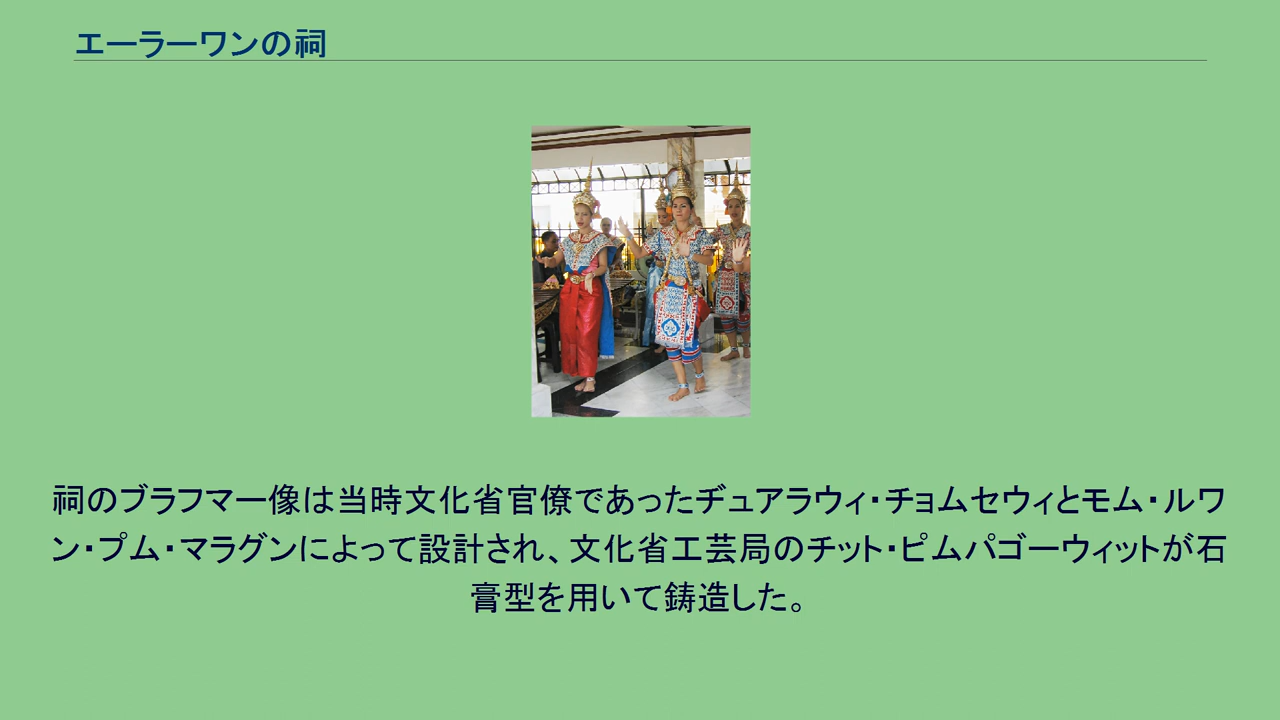 エーラーワンの祠
祠のブラフマー像は当時文化省官僚であったヂュアラウィ・チョムセウィとモム・ルワ
ン・プム・マラグンによって設計され、文化省工芸局のチット・ピムパゴーウィットが石
膏型を用いて鋳造した。